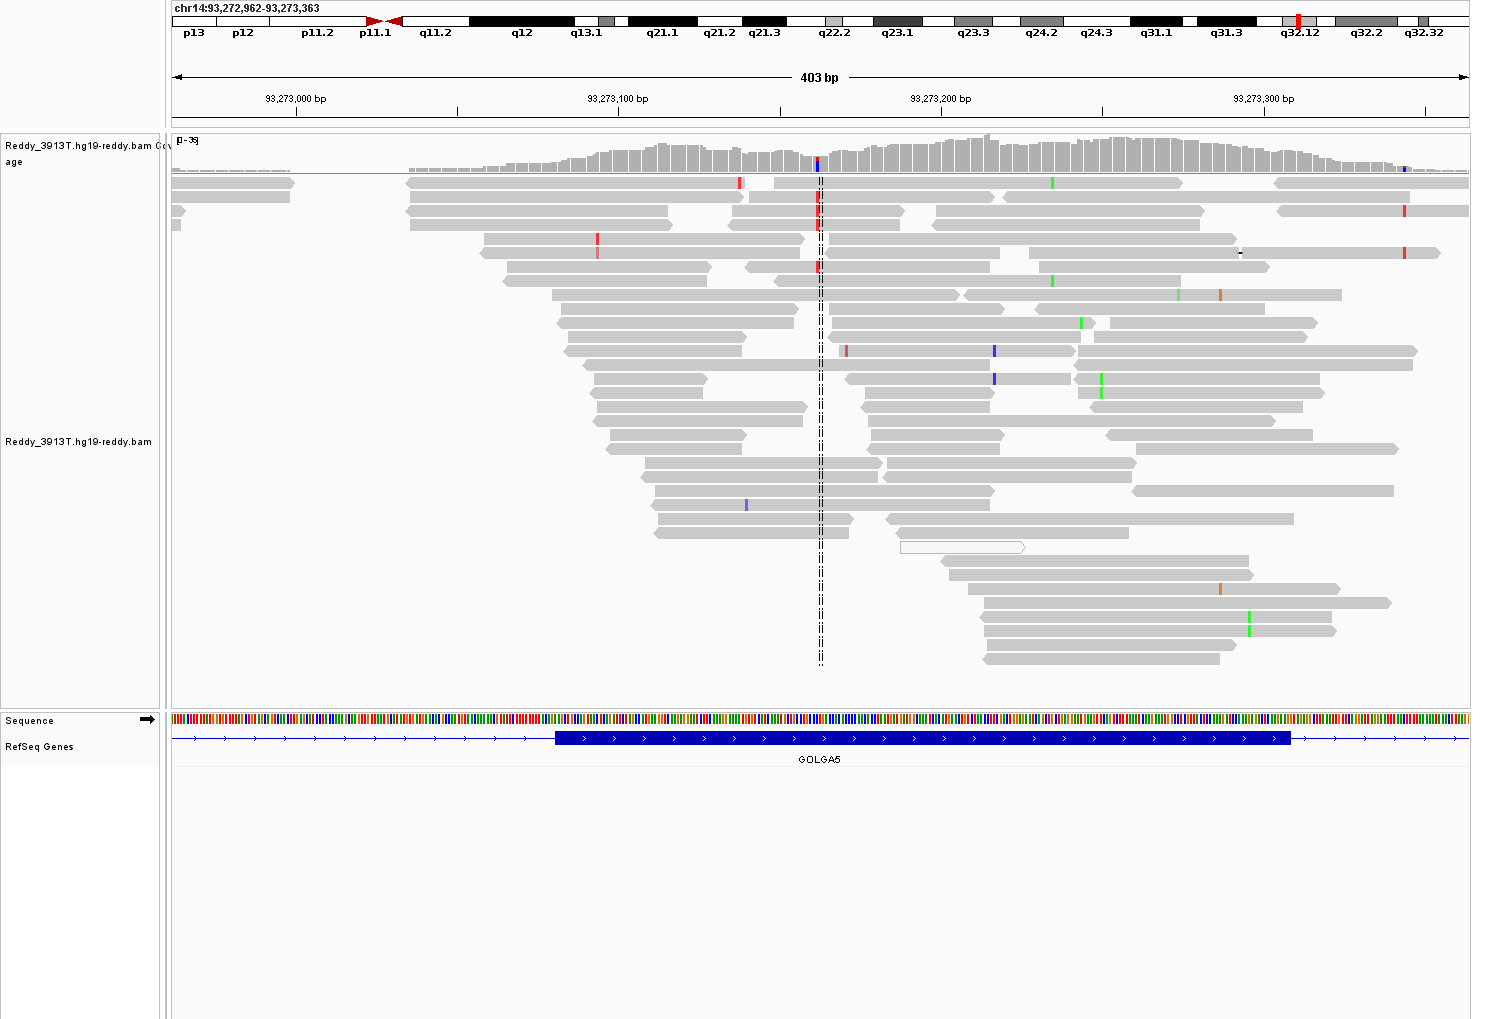 chr14:93,272,962-93,273,363
p13 p12 p11.2 p11.1 q11.2 q12 q13.1 q21.1 q21.2 q21.3 q22.2 q23.1 q23.3 q24.2 q24.3 q31.1 q31.3 q32.12 q32.2 q32.32
403 bp
93,273,000 bp 93,273,100 bp 93,273,200 bp 93,273,300 bp
Reddy_3913T.hg19-reddy.bam Cov
age
Reddy_3913T.hg19-reddy.bam
Sequence
RefSeq Genes
GOLGA5